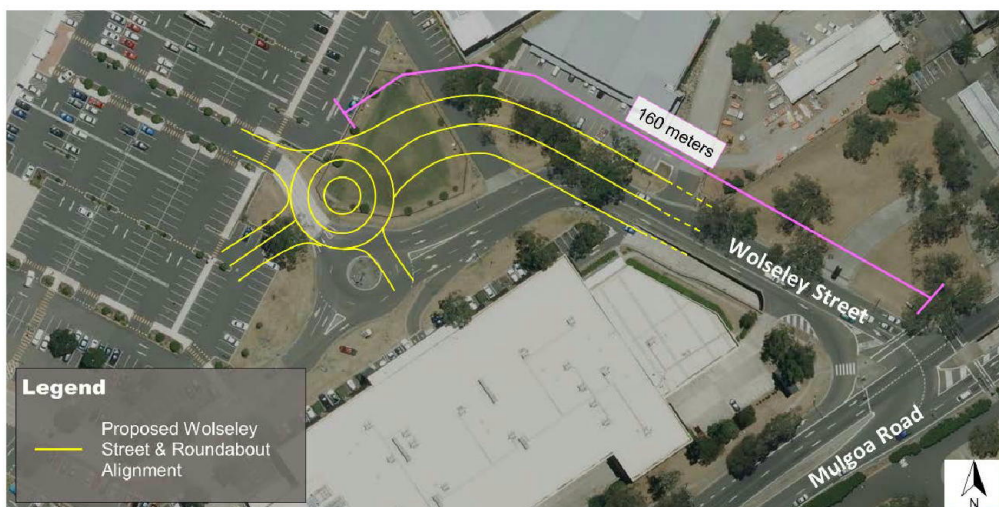 160 meters
Wolseley Street
Mulgoa Road
Legend
Proposed Wolseley
Street & Roundabout
Alignment
N